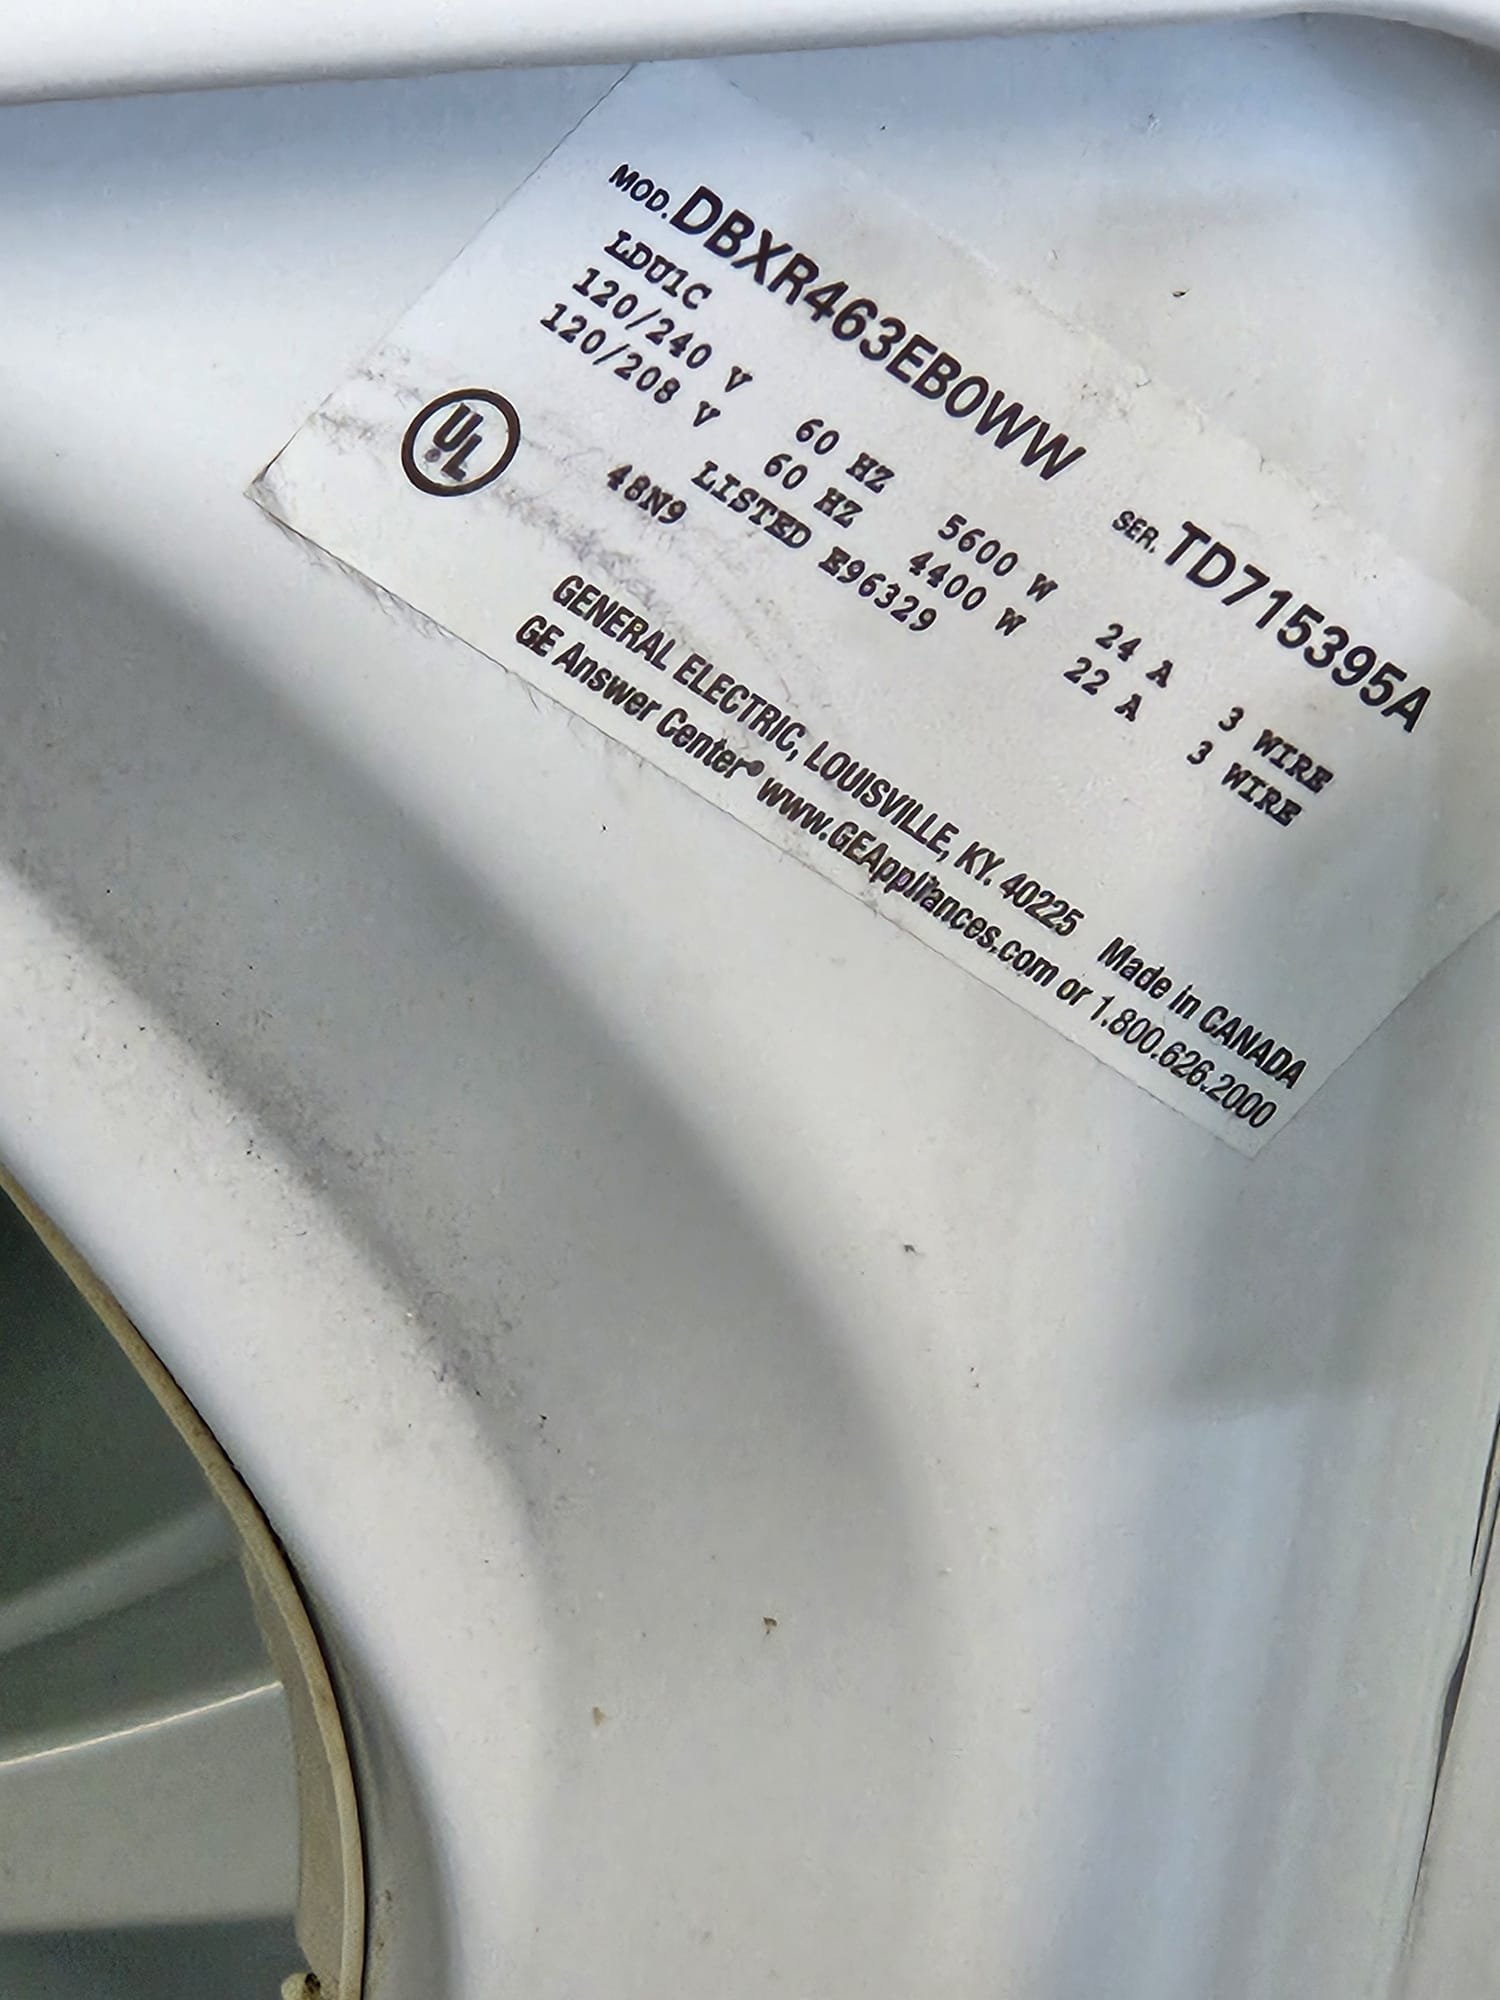 MOD. DBXR463EB0WW SER. TD715395A
LDU1C
120/240 V 60 HZ 5600 W 24 A 3 WIRE
120/208 V 60 HZ 4400 W 22 A 3 WIRE
UL® LISTED E96329
48N9
GENERAL ELECTRIC, LOUISVILLE, KY. 40225 Made in CANADA
GE Answer Center® www.GEAppliances.com or 1.800.626.2000